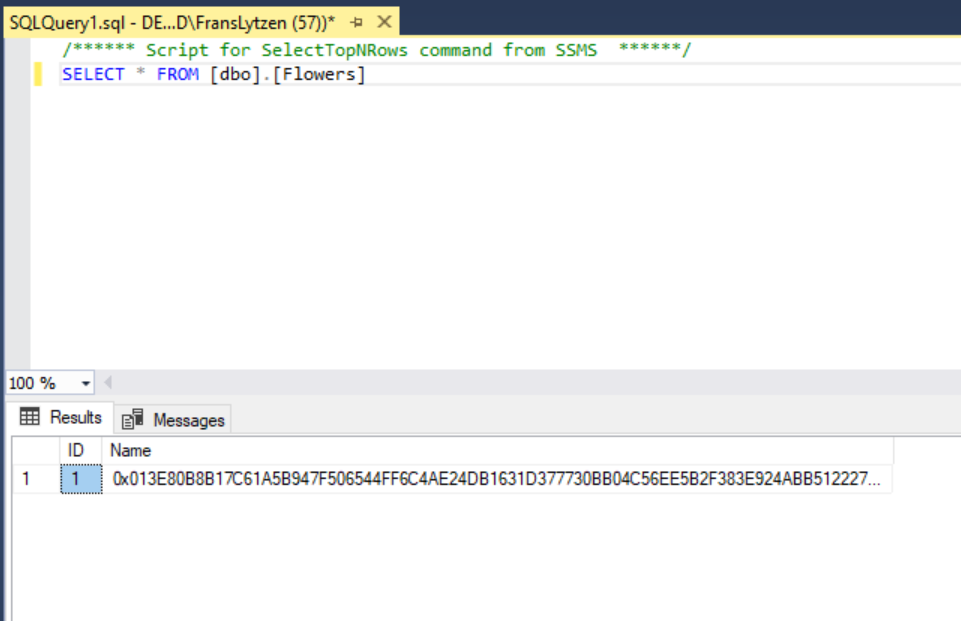 SQLQuery1.sql - DE...D\FransLytzen (57))*
/****** Script for SelectTopNRows command from SSMS  ******/
SELECT * FROM [dbo].[Flowers]
100 %
Results Messages
ID Name
1 1 0x013E80B8B17C61A5B947F506544FF6C4AE24DB1631D377730BB04C56EE5B2F383E924ABB512227...